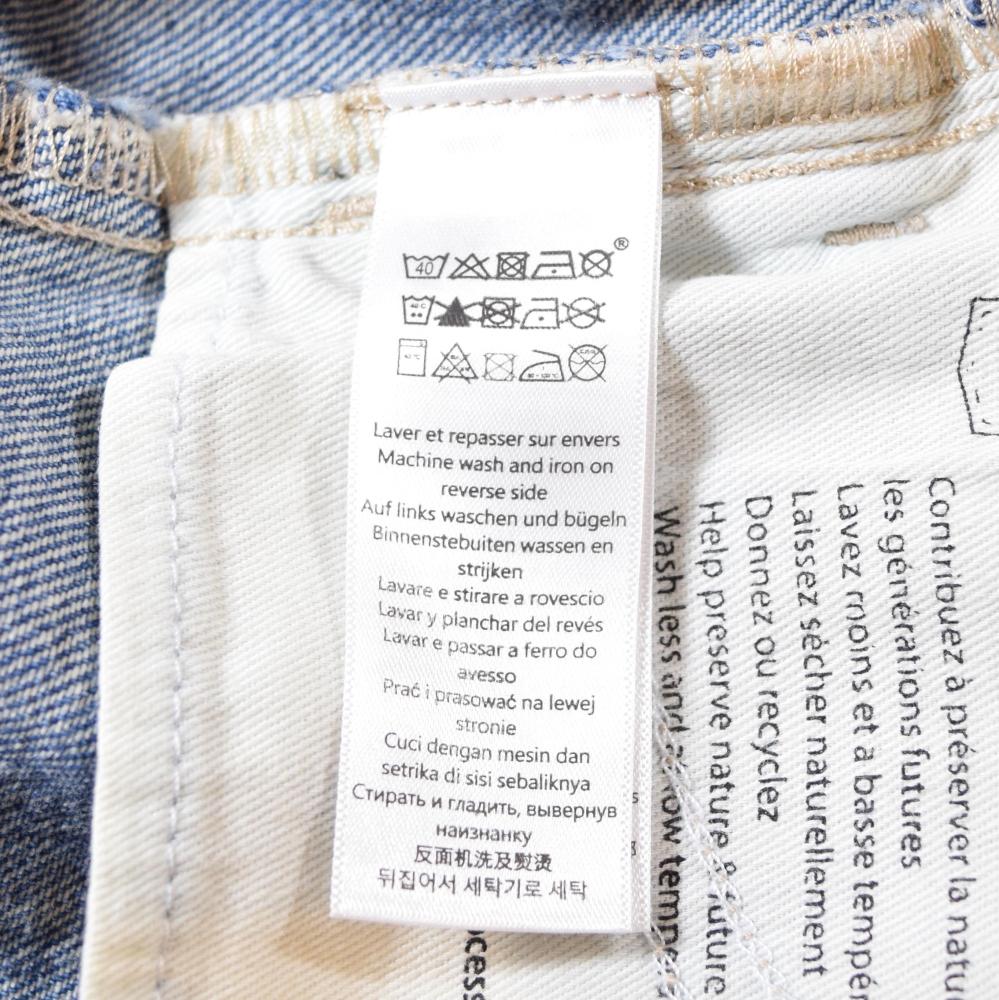 40
®
Laver et repasser sur envers
Machine wash and iron on
reverse side
Auf links waschen und bügeln
Binnenstebuiten wassen en
strijken
Lavare e stirare a rovescio
Lavar y planchar del revés
Lavar e passar a ferro do
avesso
Prać i prasować na lewej
stronie
Cuci dengan mesin dan
setrika di sisi sebaliknya
Стирать и гладить, вывернув
наизнанку
反面机洗及熨烫
뒤집어서 세탁기로 세탁
Contribuez à préserver la
les générations futures
Lavez moins et a basse
Laissez sécher naturellement
Donnez ou recyclez
Help preserve nature & future
Wash less and